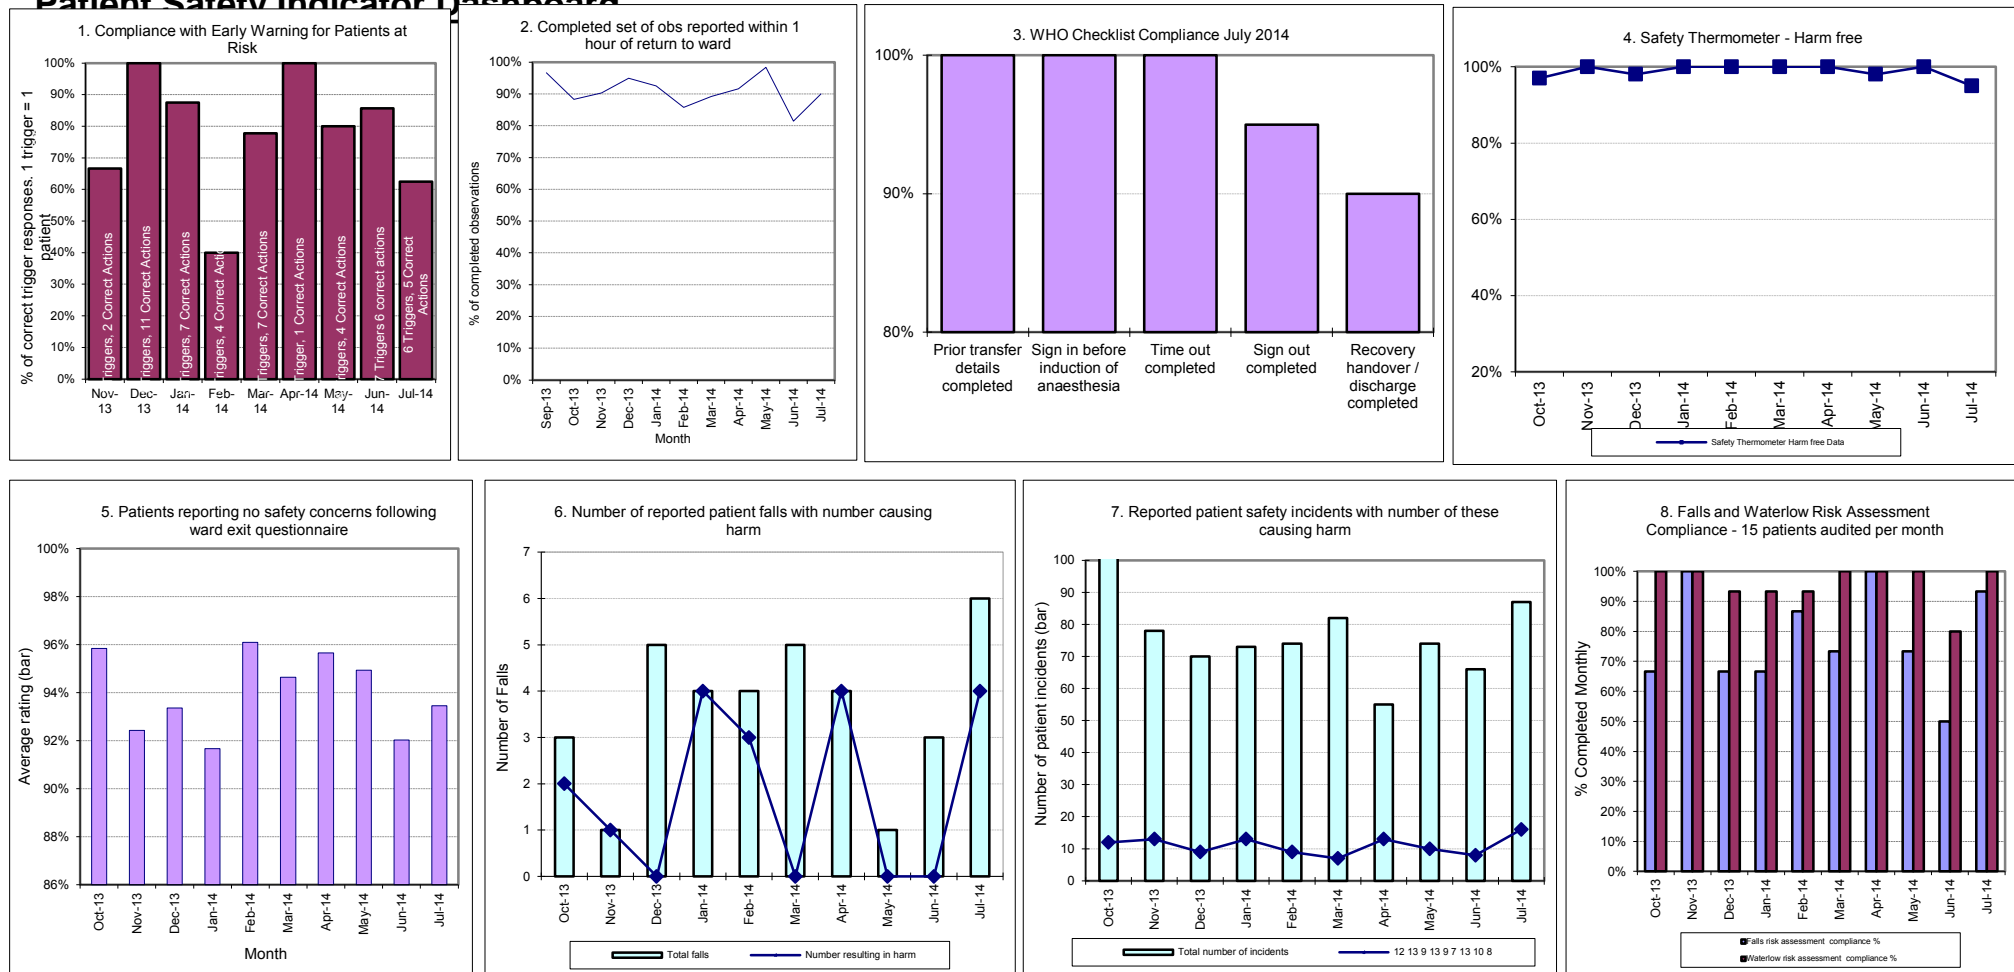 Patient Safety Indicator Dashboard
1. Compliance with Early Warning for Patients at
Risk
% of correct trigger responses. 1 trigger = 1
patient
100%
90%
80%
70%
60%
50%
40%
30%
20%
10%
0%
Triggers, 2 Correct Actions
Triggers, 11 Correct Actions
Triggers, 7 Correct Actions
Triggers, 4 Correct Actio
Triggers, 7 Correct Actions
Trigger, 1 Correct Actions
Triggers, 4 Correct Actions
7 Triggers 6 correct actions
6 Triggers, 5 Correct
Actions
Nov-13
Dec-13
Jan-14
Feb-14
Mar-14
Apr-14
May-14
Jun-14
Jul-14
2. Completed set of obs reported within 1
hour of return to ward
% of completed observations
100%
90%
80%
70%
60%
50%
40%
30%
20%
10%
0%
Sep-13
Oct-13
Nov-13
Dec-13
Jan-14
Feb-14
Mar-14
Apr-14
May-14
Jun-14
Jul-14
Month
3. WHO Checklist Compliance July 2014
100%
90%
80%
Prior transfer
details
completed
Sign in before
induction of
anaesthesia
Time out
completed
Sign out
completed
Recovery
handover /
discharge
completed
4. Safety Thermometer - Harm free
100%
80%
60%
40%
20%
Oct-13
Nov-13
Dec-13
Jan-14
Feb-14
Mar-14
Apr-14
May-14
Jun-14
Jul-14
Safety Thermometer Harm free Data
5. Patients reporting no safety concerns following
ward exit questionnaire
Average rating (bar)
100%
98%
96%
94%
92%
90%
88%
86%
Oct-13
Nov-13
Dec-13
Jan-14
Feb-14
Mar-14
Apr-14
May-14
Jun-14
Jul-14
Month
6. Number of reported patient falls with number causing
harm
Number of Falls
7
6
5
4
3
2
1
0
Oct-13
Nov-13
Dec-13
Jan-14
Feb-14
Mar-14
Apr-14
May-14
Jun-14
Jul-14
Total falls
Number resulting in harm
7. Reported patient safety incidents with number of these
causing harm
Number of patient incidents (bar)
100
90
80
70
60
50
40
30
20
10
0
Oct-13
Nov-13
Dec-13
Jan-14
Feb-14
Mar-14
Apr-14
May-14
Jun-14
Jul-14
Total number of incidents
12 13 9 13 9 7 13 10 8
8. Falls and Waterlow Risk Assessment
Compliance - 15 patients audited per month
% Completed Monthly
100%
90%
80%
70%
60%
50%
40%
30%
20%
10%
0%
Oct-13
Nov-13
Dec-13
Jan-14
Feb-14
Mar-14
Apr-14
May-14
Jun-14
Jul-14
Falls risk assessment compliance %
Waterlow risk assessment compliance %